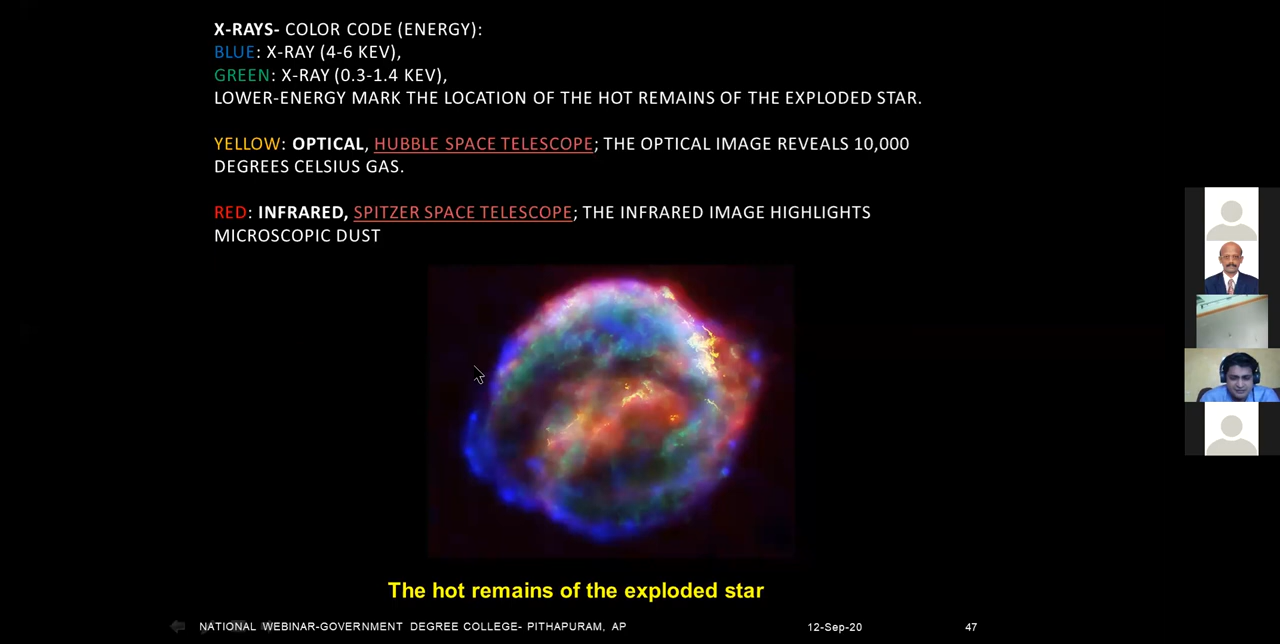 X-RAYS- COLOR CODE (ENERGY):
BLUE: X-RAY (4-6 KEV),
GREEN: X-RAY (0.3-1.4 KEV),
LOWER-ENERGY MARK THE LOCATION OF THE HOT REMAINS OF THE EXPLODED STAR.
YELLOW: OPTICAL, HUBBLE SPACE TELESCOPE; THE OPTICAL IMAGE REVEALS 10,000
DEGREES CELSIUS GAS.
RED: INFRARED, SPITZER SPACE TELESCOPE; THE INFRARED IMAGE HIGHLIGHTS
MICROSCOPIC DUST
The hot remains of the exploded star
NATIONAL WEBINAR-GOVERNMENT DEGREE COLLEGE- PITHAPURAM, AP 12-Sep-20 47